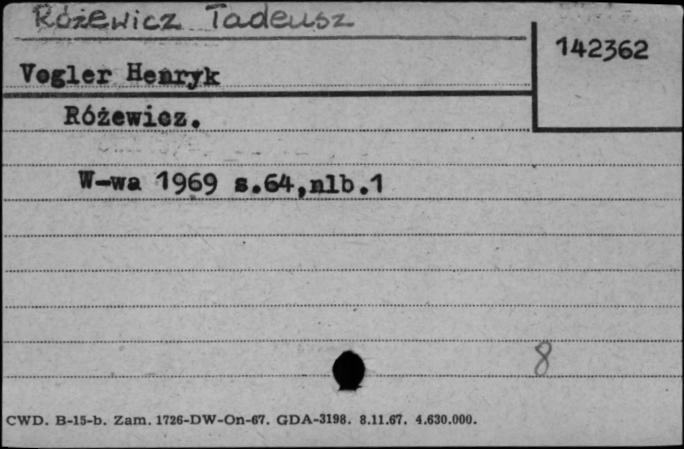 Różewicz Tadeusz
142362
Vogler Henryk
Różewicz.
W-wa 1969 s.64,nlb.1
8
CWD. B-15-b. Zam. 1726-DW-On-67. GDA-3198. 8.11.67. 4.630.000.